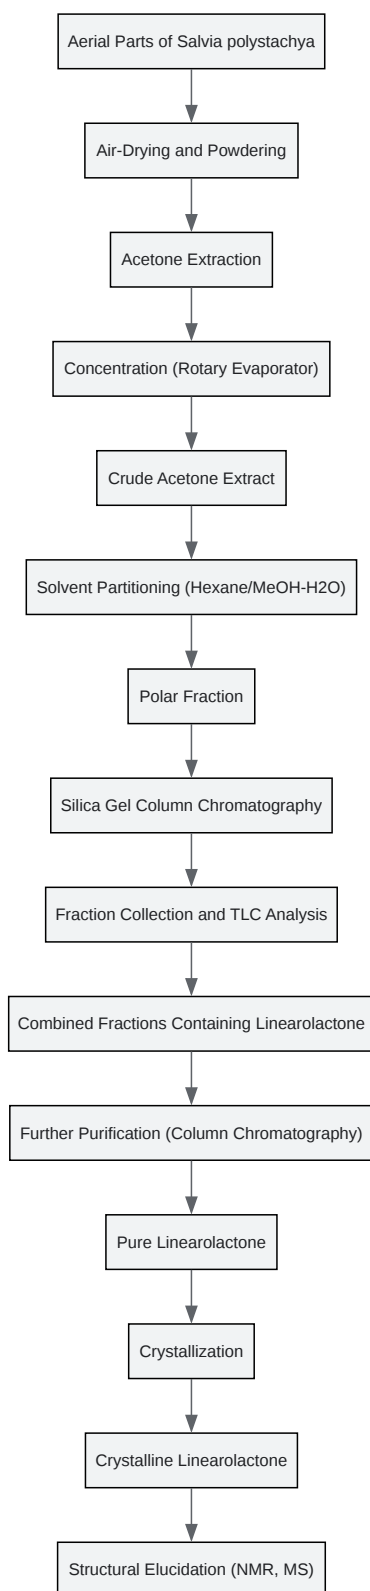 Aerial Parts of Salvia polystachya
Air-Drying and Powdering
Acetone Extraction
Concentration (Rotary Evaporator)
Crude Acetone Extract
Solvent Partitioning (Hexane/MeOH-H2O)
Polar Fraction
Silica Gel Column Chromatography
Fraction Collection and TLC Analysis
Combined Fractions Containing Linearolactone
Further Purification (Column Chromatography)
Pure Linearolactone
Crystallization
Crystalline Linearolactone
Structural Elucidation (NMR, MS)